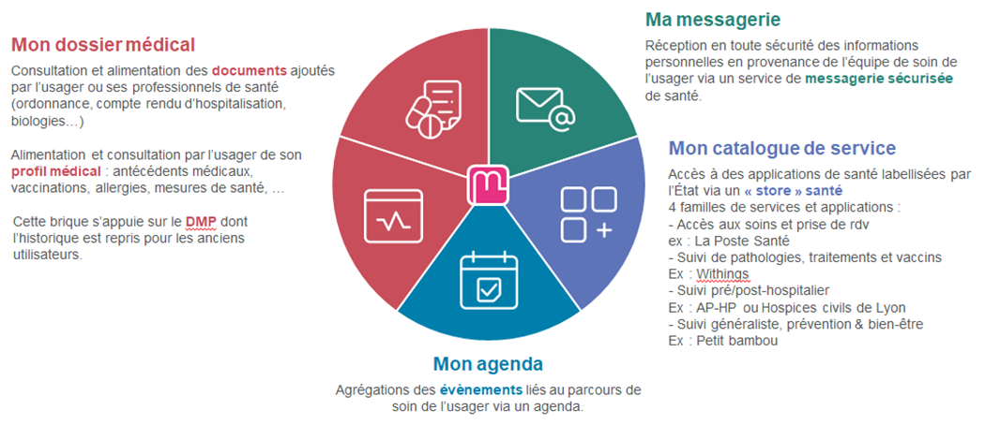 Mon dossier médical
Consultation et alimentation des documents ajoutés
par l'usager ou ses professionnels de santé
(ordonnance, compte rendu d'hospitalisation,
biologies…)
Alimentation et consultation par l'usager de son
profil médical : antécédents médicaux,
vaccinations, allergies, mesures de santé, …
Cette brique s'appuie sur le DMP dont
l'historique est repris pour les anciens
utilisateurs.
Ma messagerie
Réception en toute sécurité des informations
personnelles en provenance de l'équipe de soin de
l'usager via un service de messagerie sécurisée
de santé.
Mon catalogue de service
Accès à des applications de santé labellisées par
l'État via un « store » santé
4 familles de services et applications :
- Accès aux soins et prise de rdv
ex : La Poste Santé
- Suivi de pathologies, traitements et vaccins
Ex : Withings
- Suivi pré/post-hospitalier
Ex : AP-HP ou Hospices civils de Lyon
- Suivi généraliste, prévention & bien-être
Ex : Petit bambou
Mon agenda
Agrégations des évènements liés au parcours de
soin de l'usager via un agenda.